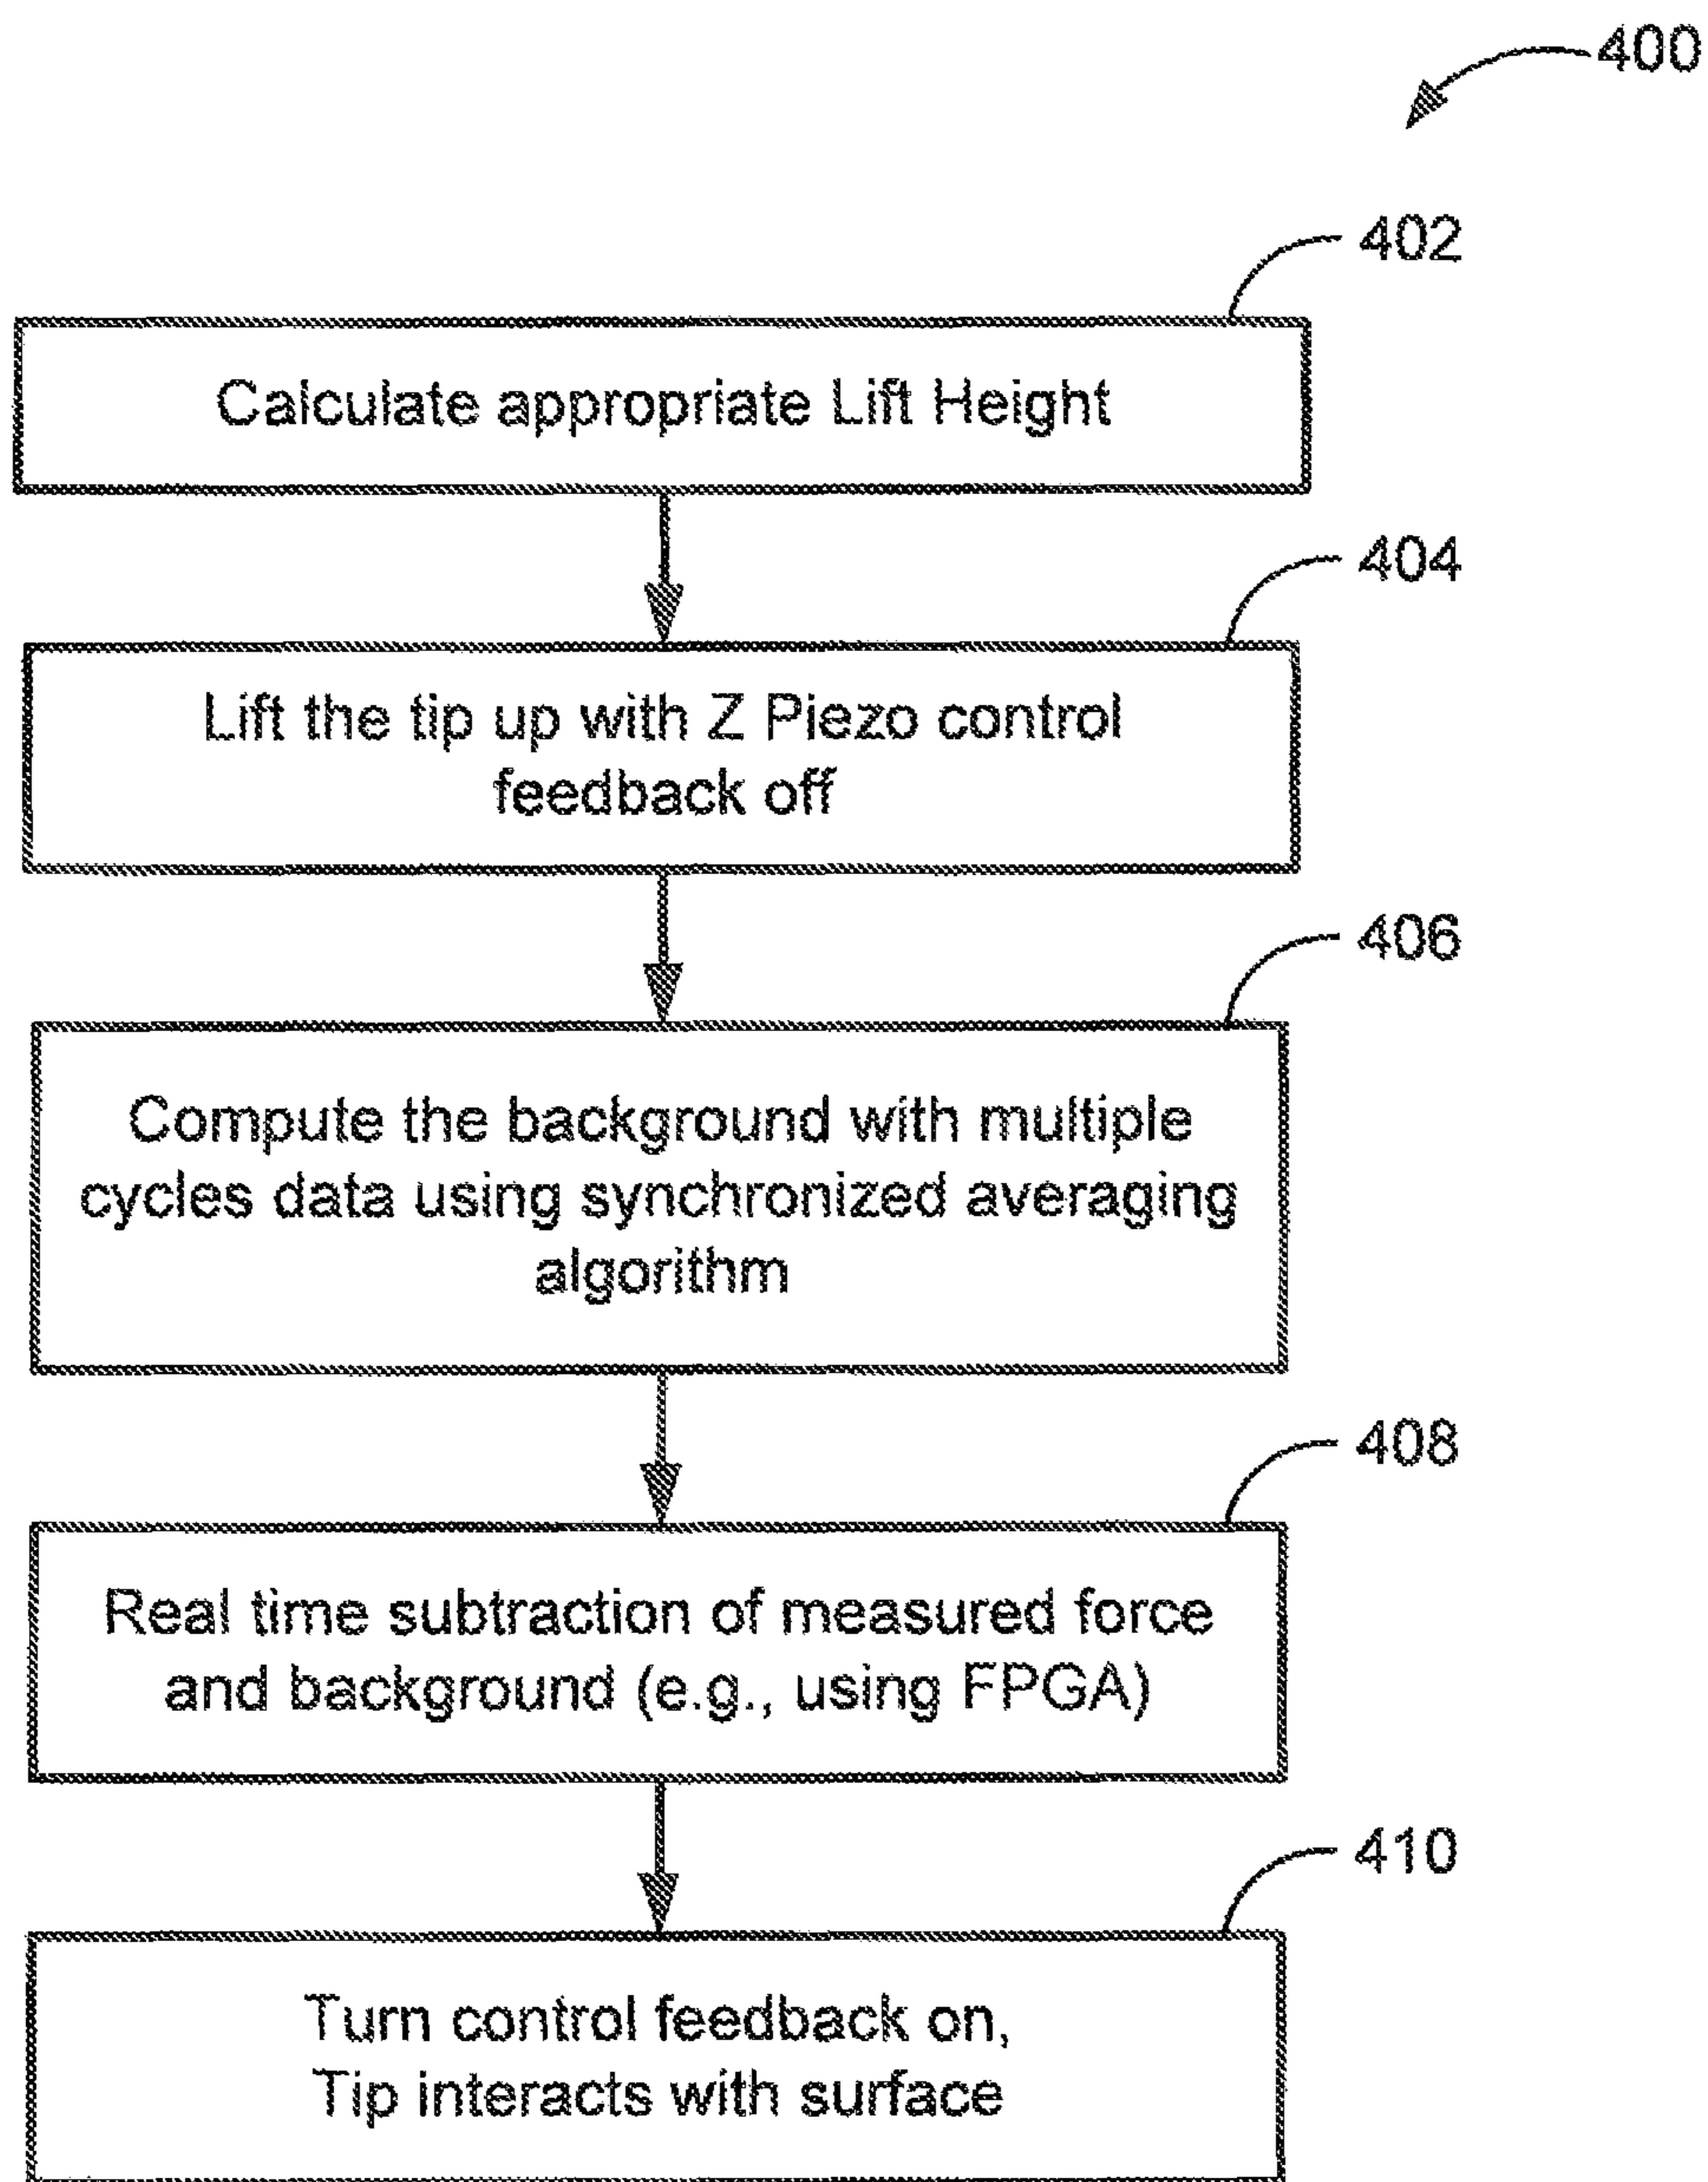 400
402
Calculate appropriate Lift Height
404
Lift the tip up with Z Piezo control
feedback off
406
Compute the background with multiple
cycles data using synchronized averaging
algorithm
408
Real time subtraction of measured force
and background (e.g., using FPGA)
410
Turn control feedback on,
Tip interacts with surface